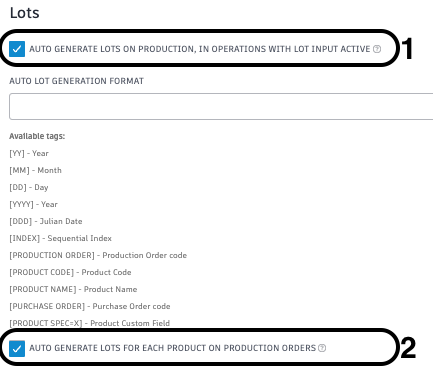 Lots
AUTO GENERATE LOTS ON PRODUCTION, IN OPERATIONS WITH LOT INPUT ACTIVE ? 1
AUTO LOT GENERATION FORMAT
Available tags:
[YY] - Year
[MM] - Month
[DD] - Day
[YYYY] - Year
[DDD] - Julian Date
[INDEX] - Sequential Index
[PRODUCTION ORDER] - Production Order code
[PRODUCT CODE] - Product Code
[PRODUCT NAME] - Product Name
[PURCHASE ORDER] - Purchase Order code
[PRODUCT SPEC=X] - Product Custom Field
AUTO GENERATE LOTS FOR EACH PRODUCT ON PRODUCTION ORDERS ? 2